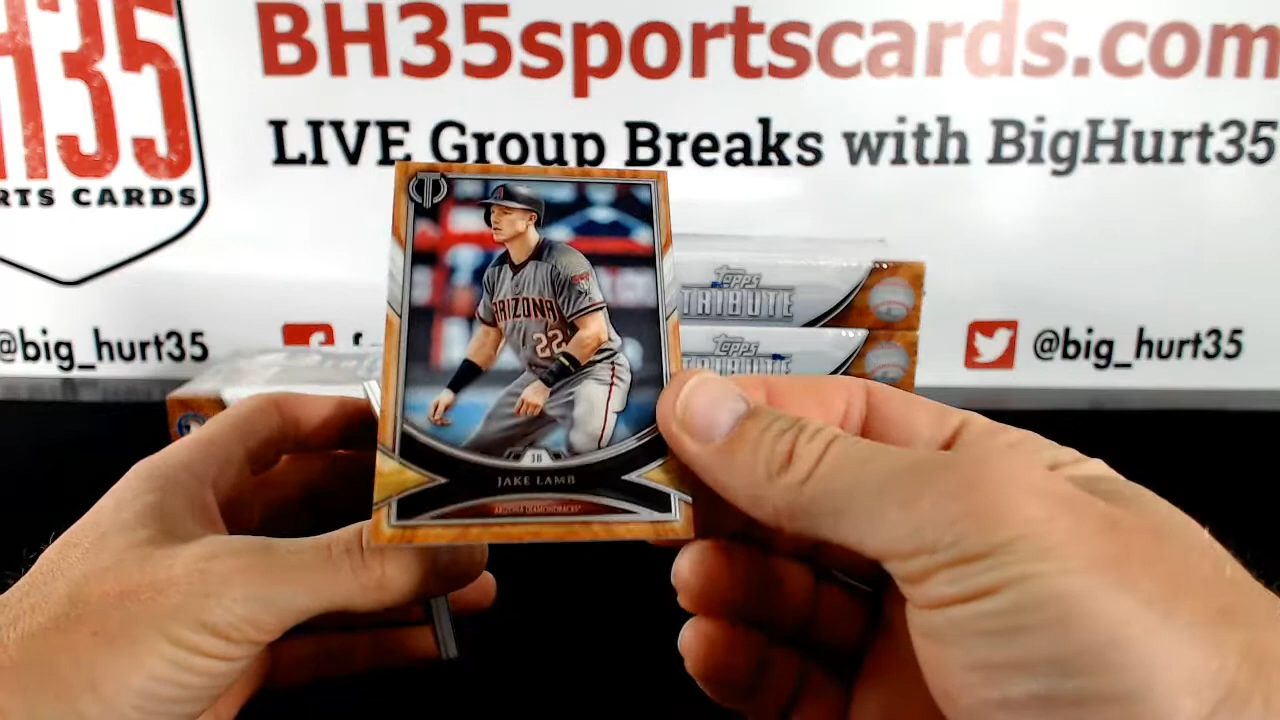 BH35sportscards.com
H35
LIVE Group Breaks with BigHurt35
RTS CARDS
@big_hurt35
f
@big_hurt35
topps
TRIBUTE
topps
TRIBUTE
ARIZONA
22
3B
JAKE LAMB
ARIZONA DIAMONDBACKS